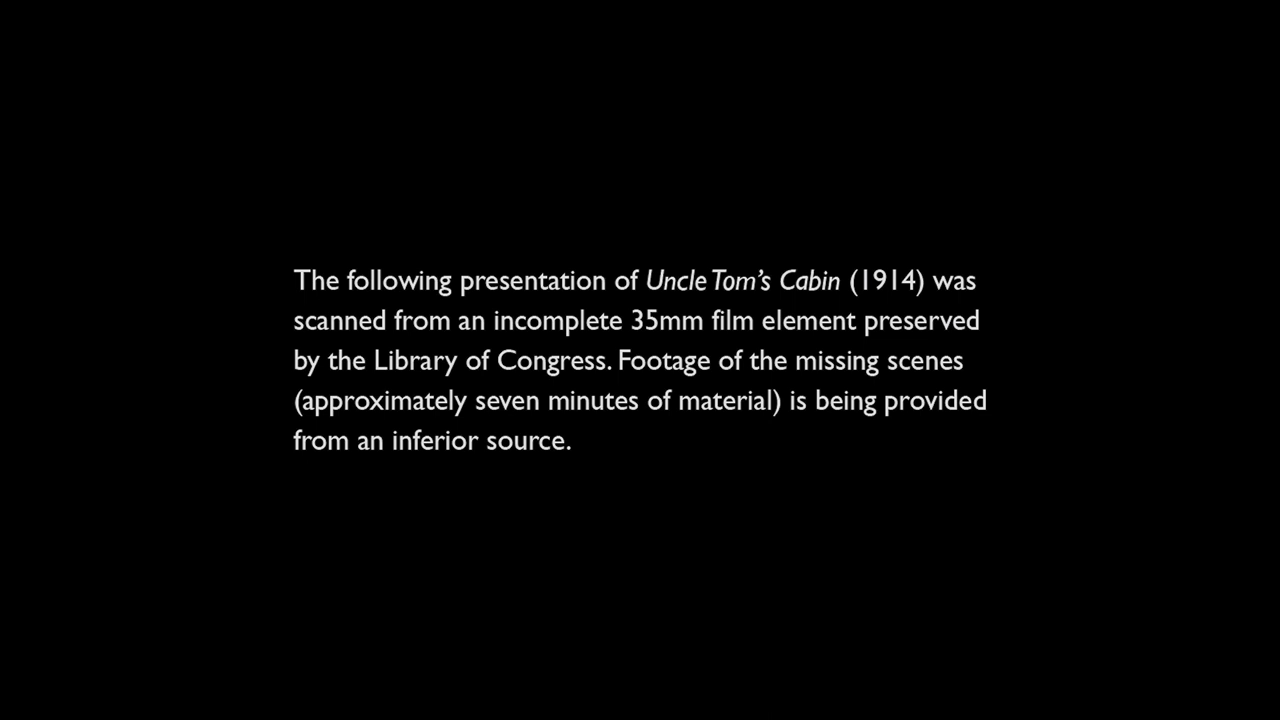 The following presentation of Uncle Tom’s Cabin (1914) was
scanned from an incomplete 35mm film element preserved
by the Library of Congress. Footage of the missing scenes
(approximately seven minutes of material) is being provided
from an inferior source.